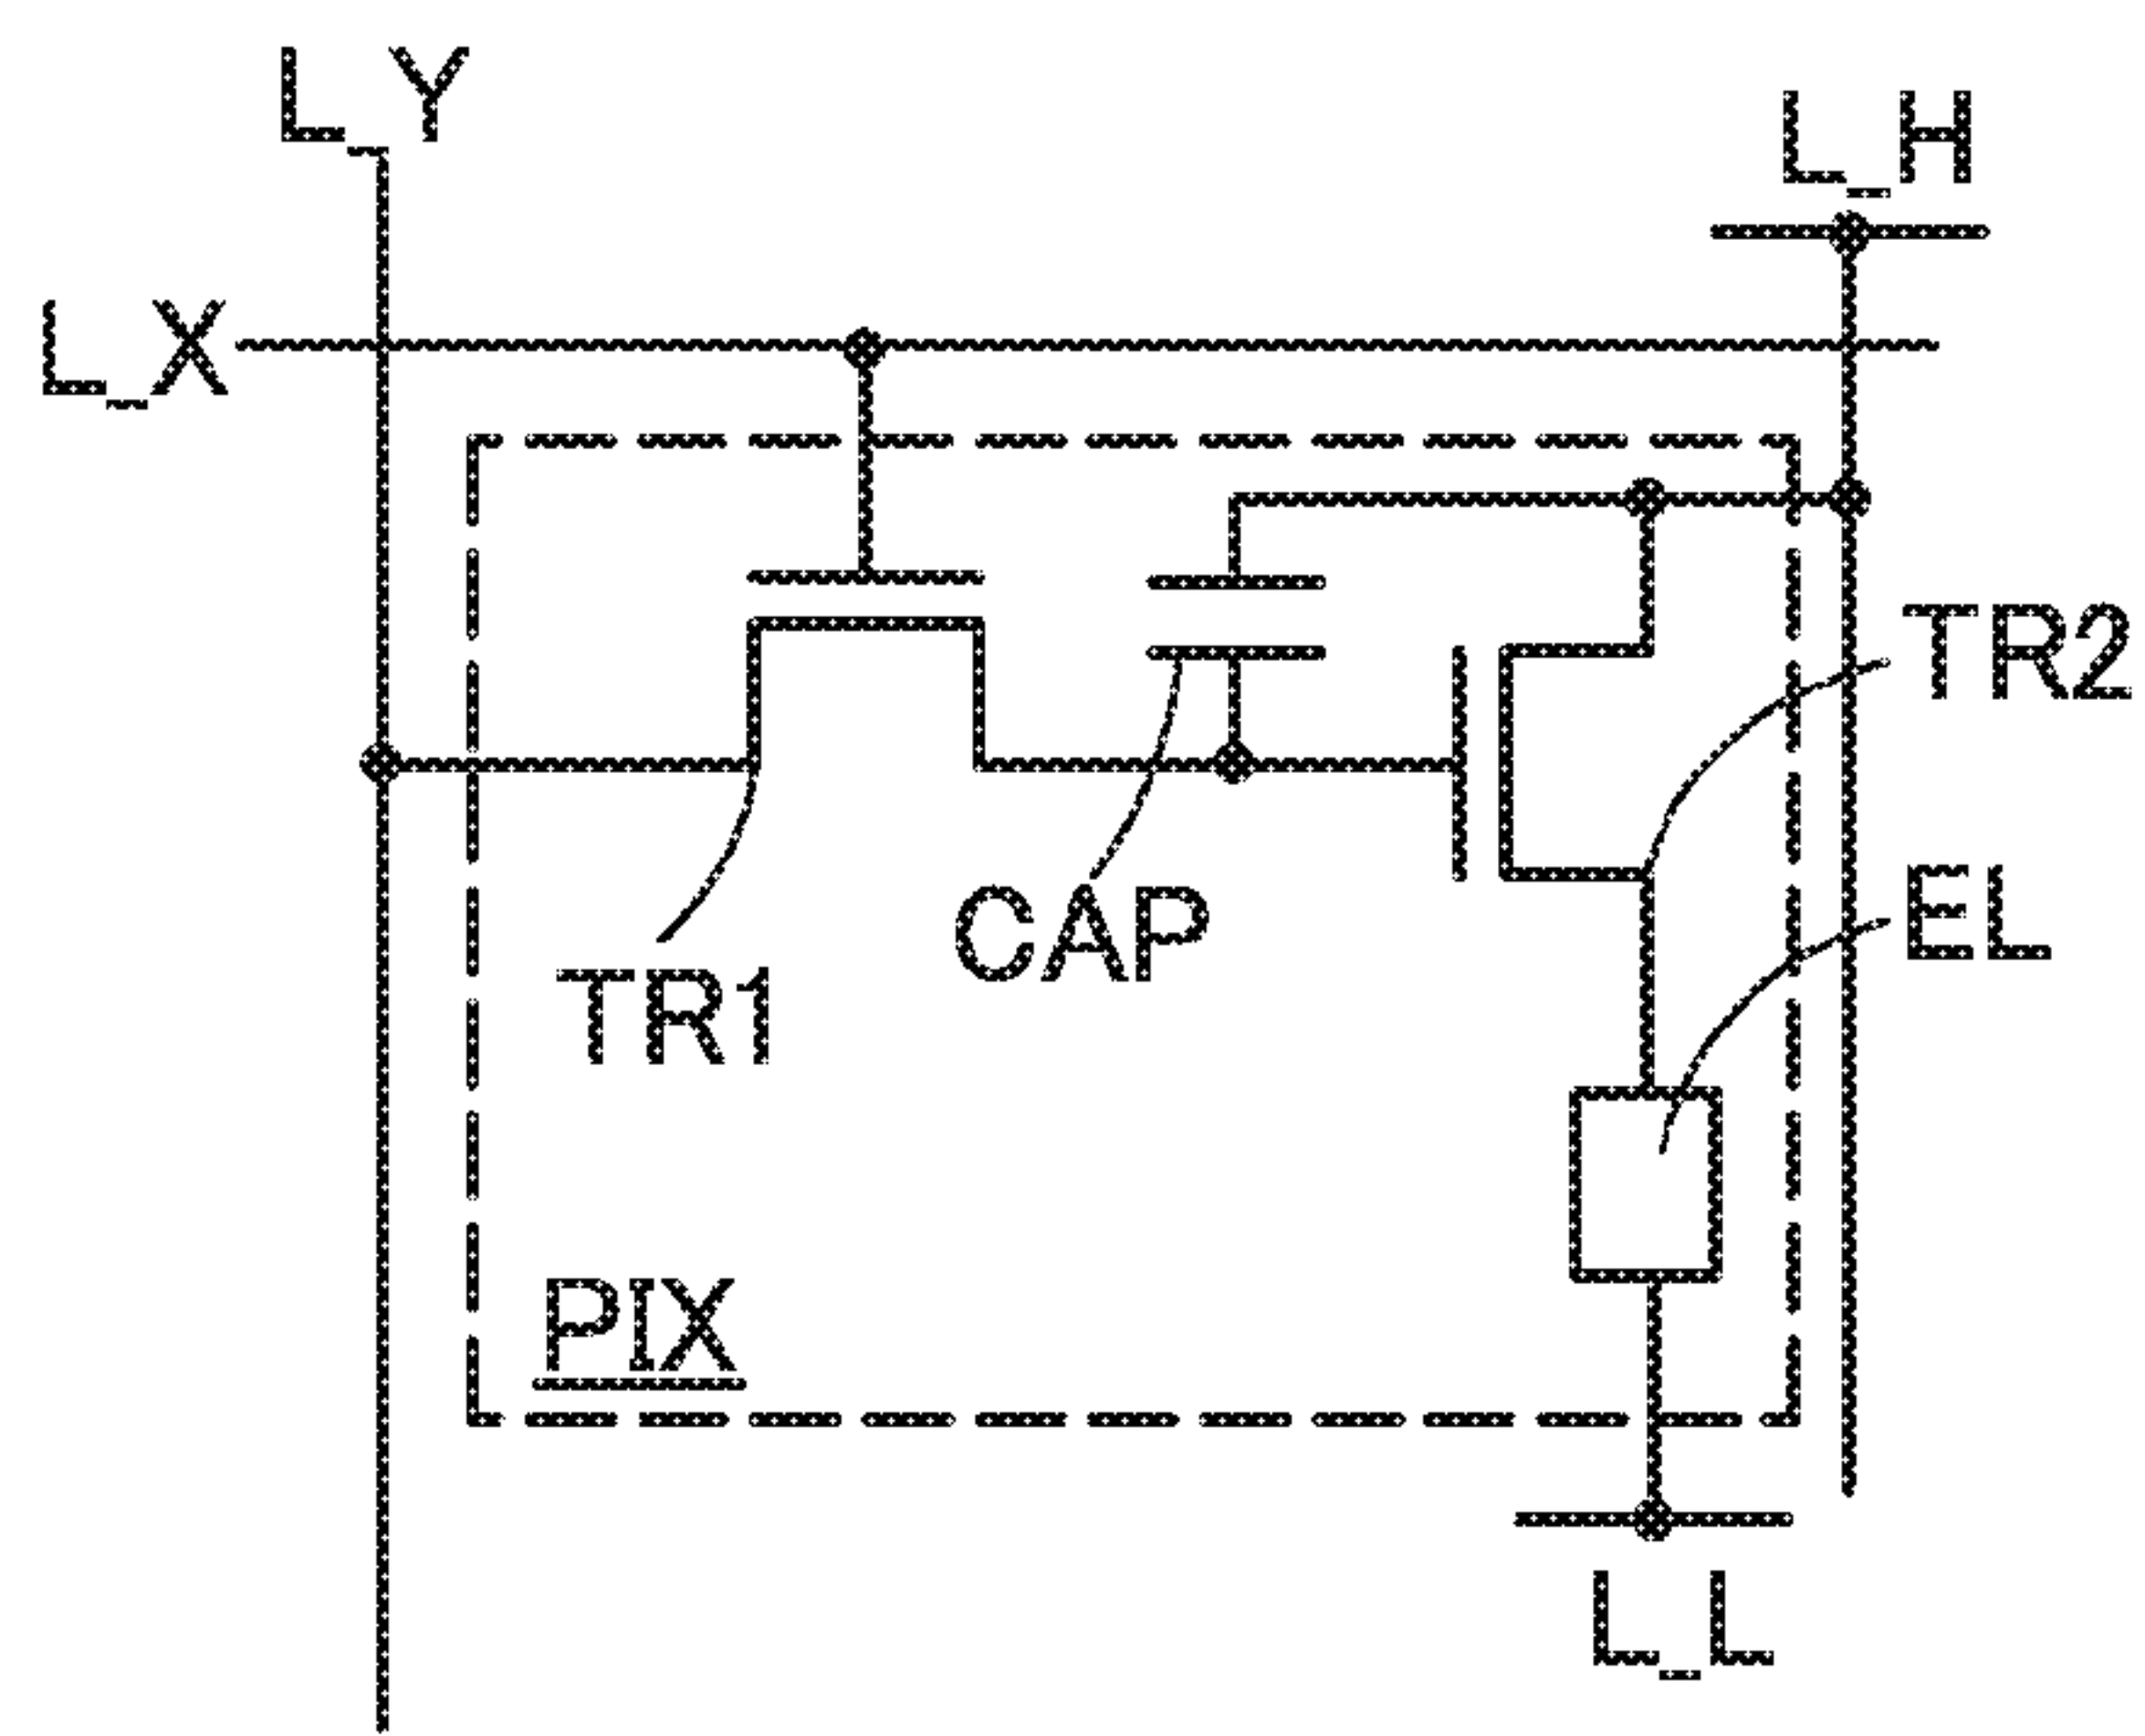 L_Y
L_H
L_X
TR2
EL
CAP
TR1
PIX
L_L